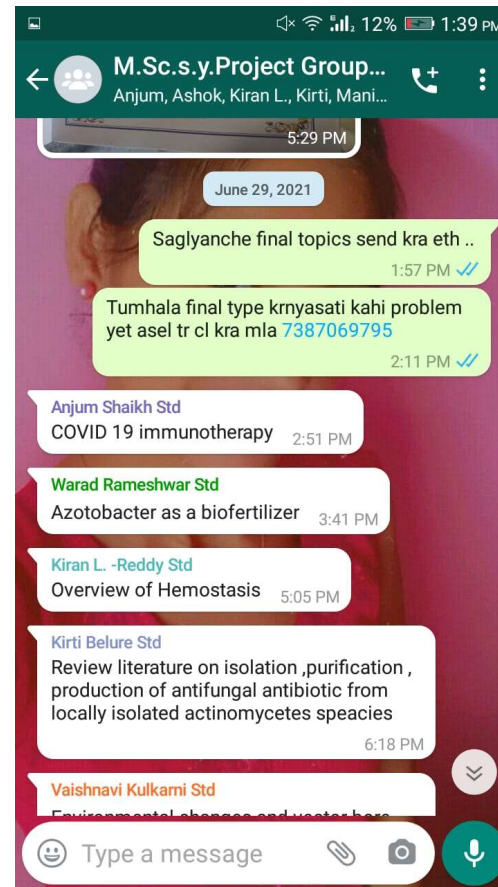 12% 1:39 PM
M.Sc.s.y.Project Group...
Anjum, Ashok, Kiran L., Kirti, Mani...
5:29 PM
June 29, 2021
Saglyanche final topics send kra eth ..
1:57 PM
Tumhala final type krnyasati kahi problem
yet asel tr cl kra mla 7387069795
2:11 PM
Anjum Shaikh Std
COVID 19 immunotherapy 2:51 PM
Warad Rameshwar Std
Azotobacter as a biofertilizer 3:41 PM
Kiran L. -Reddy Std
Overview of Hemostasis 5:05 PM
Kirti Belure Std
Review literature on isolation ,purification ,
production of antifungal antibiotic from
locally isolated actinomycetes speacies
6:18 PM
Vaishnavi Kulkarni Std
Type a message